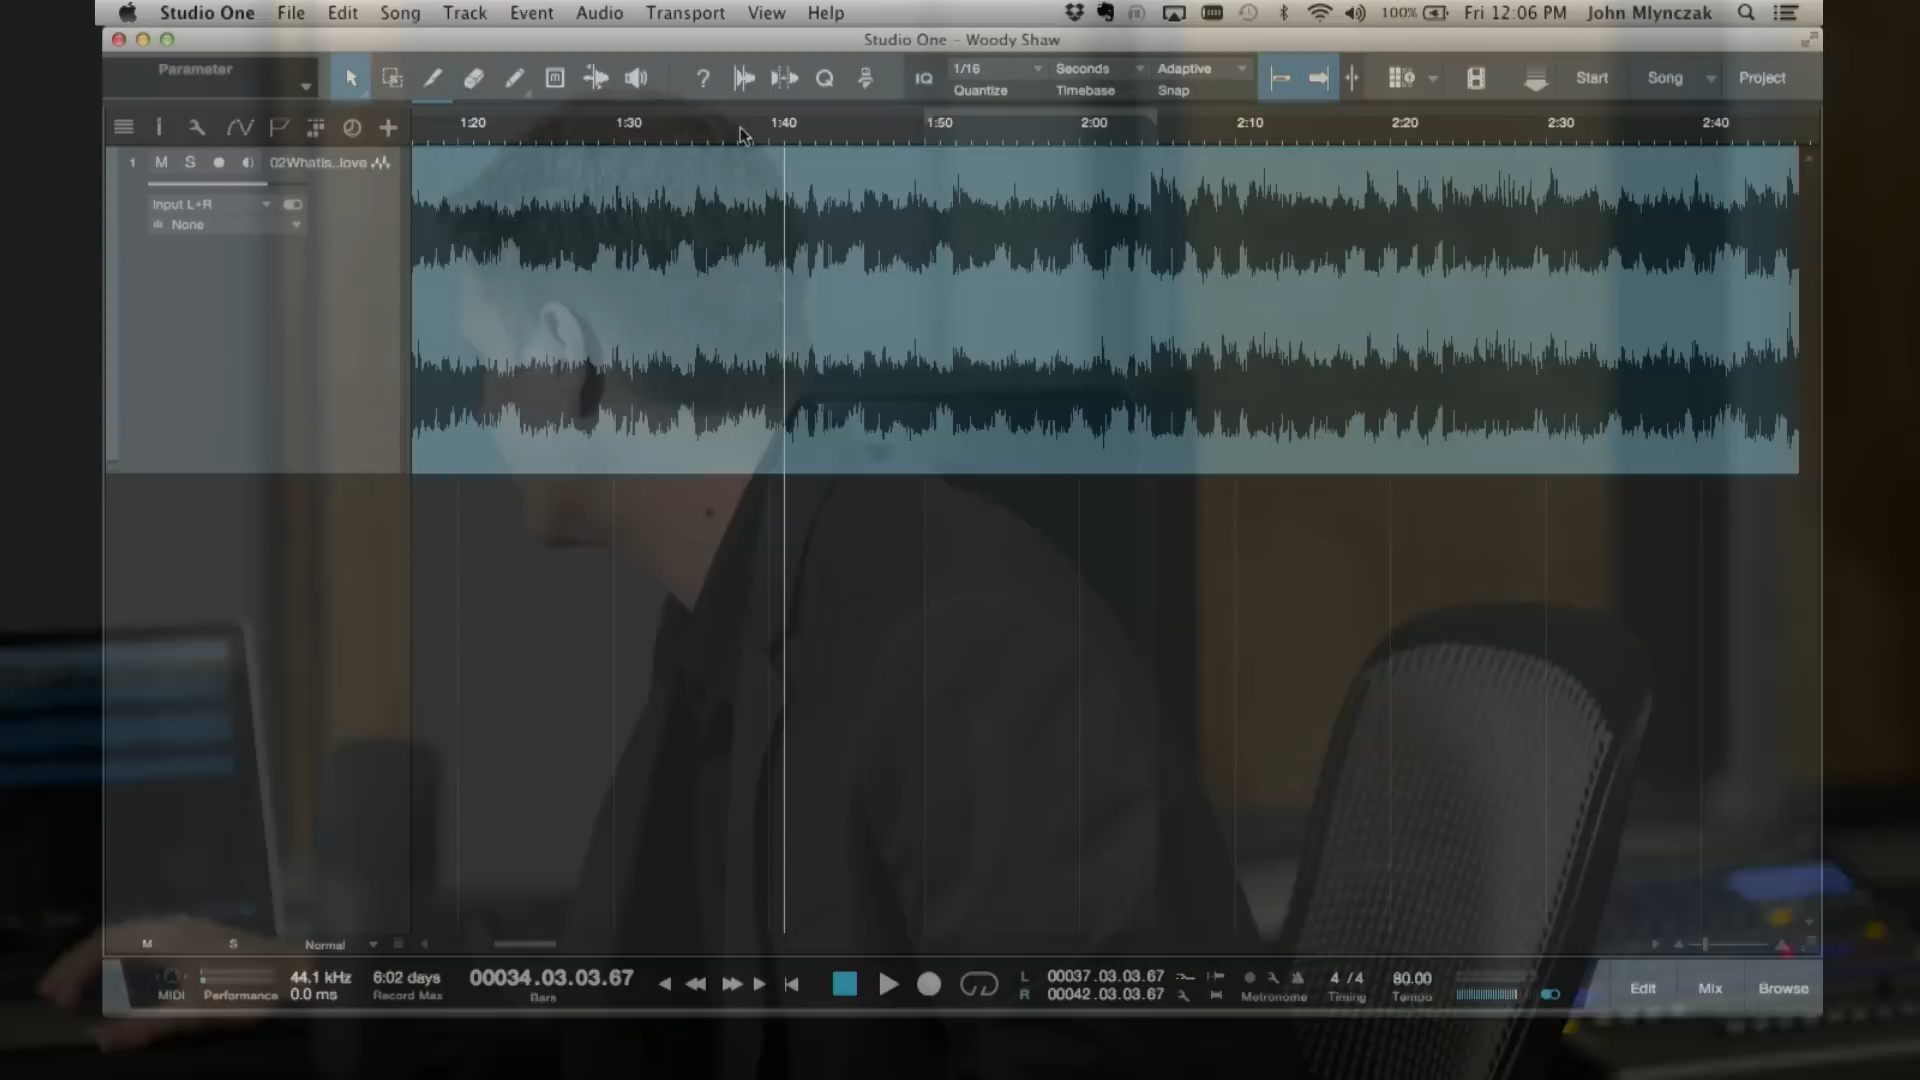 Studio One File Edit Song Track Event Audio Transport View Help 100% Fri 12:06 PM John Mlynczak
Studio One - Woody Shaw
Parameter
? IQ 1/16 Seconds Adaptive Start Song Project
Quantize Timebase Snap
1:20 1:30 1:40 1:50 2:00 2:10 2:20 2:30 2:40
1 M S 02WhatIs..love
Input L+R
None
M S Normal
MIDI Performance
44.1 kHz 6:02 days 00034.03.03.67 L 00037.03.03.67 4 / 4 80.00
0.0 ms Record Max Bars R 00042.03.03.67 Metronome Timing Tempo
Edit Mix Browse